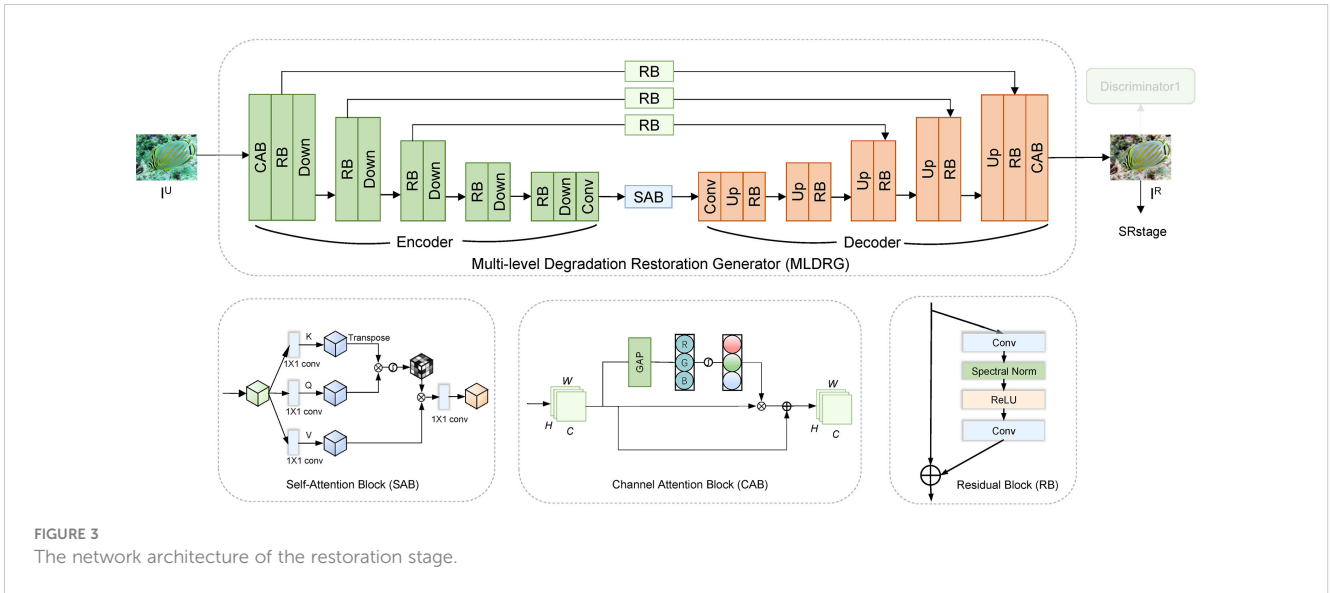 RB
RB
RB
Discriminator1
CAB
RB
Down
RB
Down
RB
Down
RB
Down
RB
Down
Conv
SAB
Conv
Up
RB
Up
RB
Up
RB
Up
RB
Up
RB
CAB
I^U
I^R
SRstage
Encoder
Decoder
Multi-level Degradation Restoration Generator (MLDRG)
K
Transpose
1X1 conv
Q
1X1 conv
1X1 conv
V
1X1 conv
Self-Attention Block (SAB)
GAP
R
G
B
W
H
C
W
H
C
Channel Attention Block (CAB)
Conv
Spectral Norm
ReLU
Conv
Residual Block (RB)
FIGURE 3
The network architecture of the restoration stage.